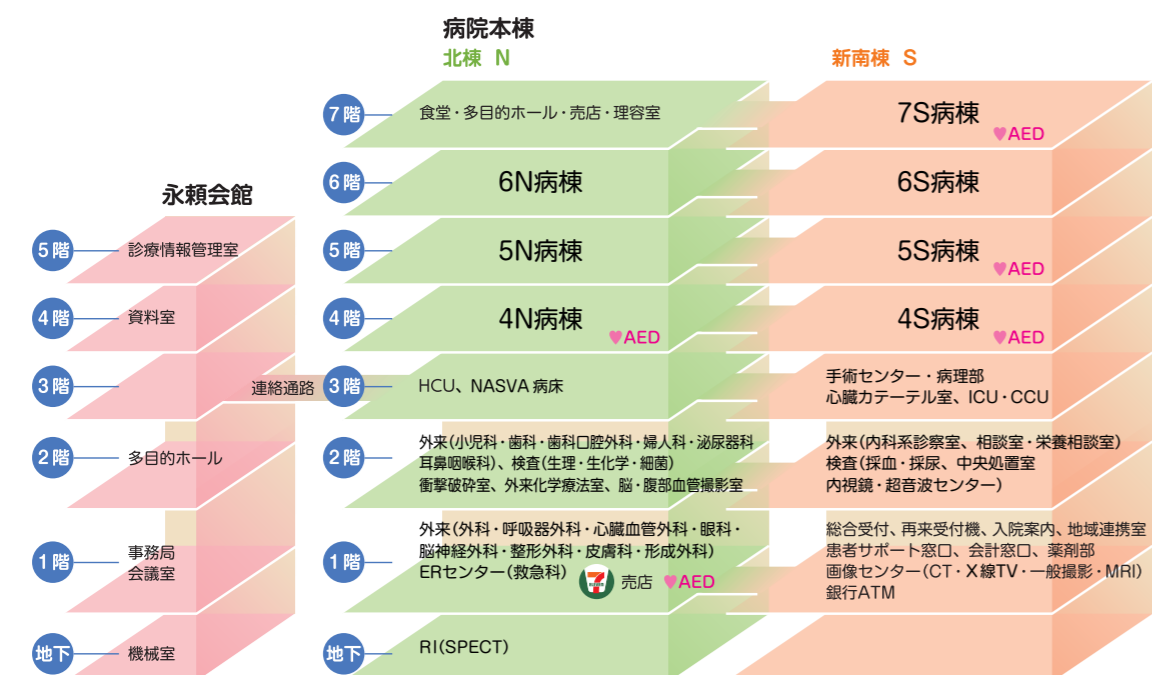 病院本棟
北棟 N
新南棟 S
永頼会館
5階 診療情報管理室
4階 資料室
3階
連絡通路
2階 多目的ホール
1階 事務局
会議室
地下 機械室
7階 食堂・多目的ホール・売店・理容室
7S病棟
♥AED
6階 6N病棟
6S病棟
5階 5N病棟
5S病棟
♥AED
4階 4N病棟
♥AED
4S病棟
♥AED
3階 HCU、NASVA 病床
手術センター・病理部
心臓カテーテル室、ICU・CCU
2階 外来(小児科・歯科・歯科口腔外科・婦人科・泌尿器科
耳鼻咽喉科)、検査(生理・生化学・細菌)
衝撃破砕室、外来化学療法室、脳・腹部血管撮影室
外来(内科系診察室、相談室・栄養相談室)
検査(採血・採尿、中央処置室
内視鏡・超音波センター)
1階 外来(外科・呼吸器外科・心臓血管外科・眼科・
脳神経外科・整形外科・皮膚科・形成外科)
ERセンター(救急科)
7 ELEVEN 売店 ♥AED
総合受付、再来受付機、入院案内、地域連携室
患者サポート窓口、会計窓口、薬剤部
画像センター(CT・X線TV・一般撮影・MRI)
銀行ATM
地下 RI(SPECT)